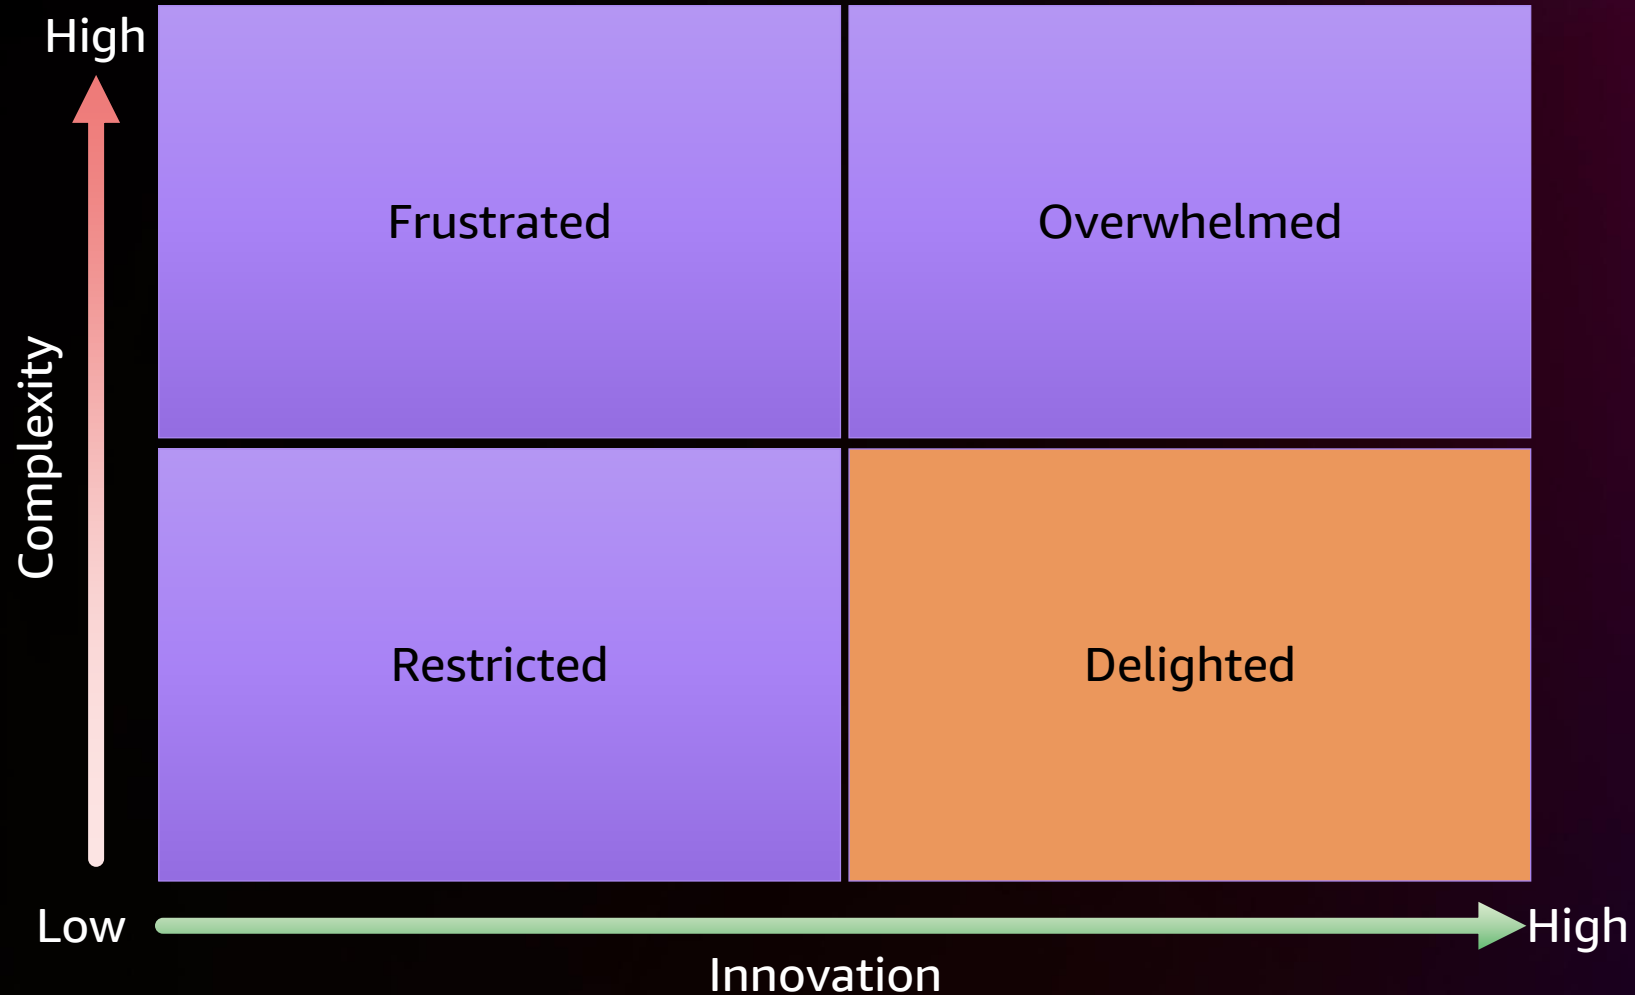 High
Frustrated
Overwhelmed
Complexity
Restricted
Delighted
Low
High
Innovation